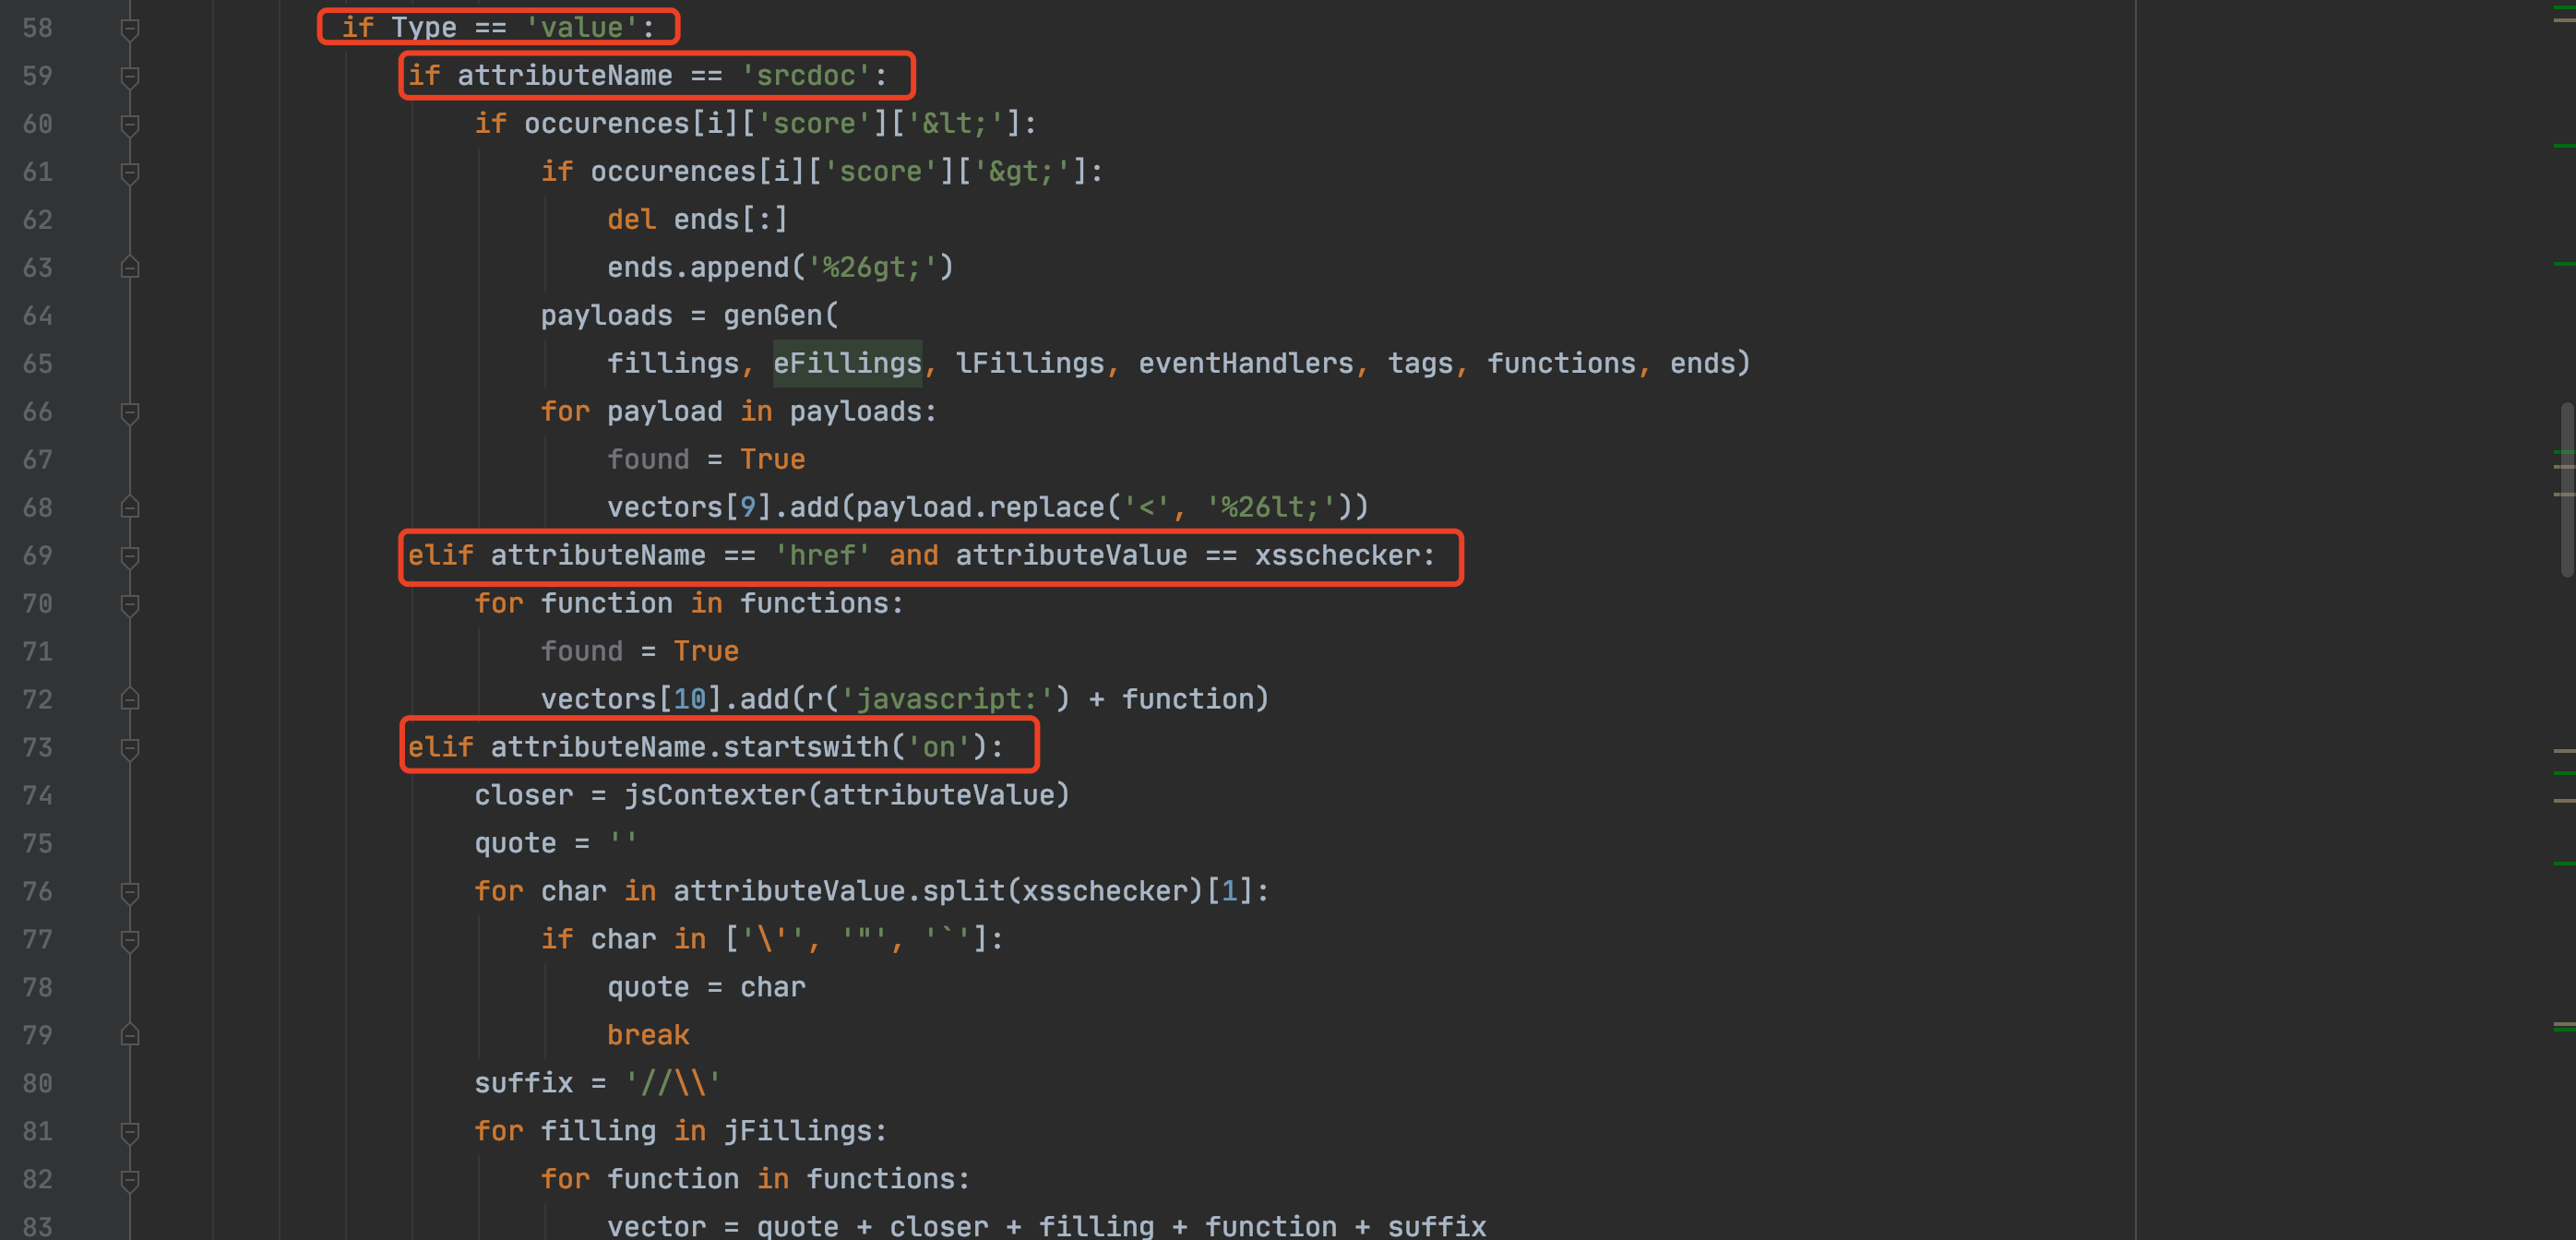 58 if Type == 'value':
59 if attributeName == 'srcdoc':
60 if occurences[i]['score']['&lt;']:
61 if occurences[i]['score']['&gt;']:
62 del ends[:]
63 ends.append('%26gt;')
64 payloads = genGen(
65 fillings, eFillings, lFillings, eventHandlers, tags, functions, ends)
66 for payload in payloads:
67 found = True
68 vectors[9].add(payload.replace('<', '%26lt;'))
69 elif attributeName == 'href' and attributeValue == xsschecker:
70 for function in functions:
71 found = True
72 vectors[10].add(r('javascript:') + function)
73 elif attributeName.startswith('on'):
74 closer = jsContexter(attributeValue)
75 quote = ''
76 for char in attributeValue.split(xsschecker)[1]:
77 if char in ['\'', '"', '`']:
78 quote = char
79 break
80 suffix = '//\\'
81 for filling in jFillings:
82 for function in functions:
83 vector = quote + closer + filling + function + suffix